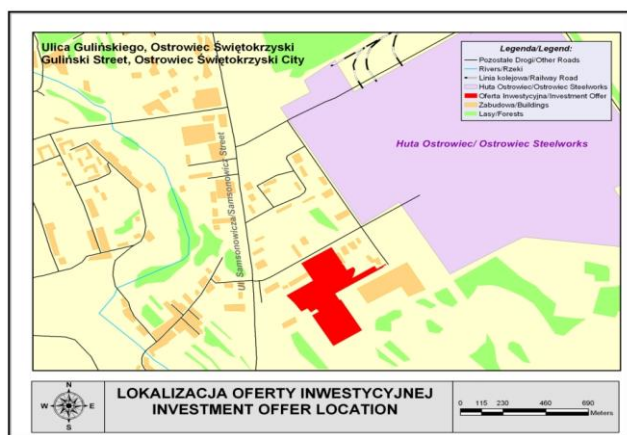 Ulica Gulińskiego, Ostrowiec Świętokrzyski
Guliński Street, Ostrowiec Świętokrzyski City
Legenda/Legend:
Pozostałe Drogi/Other Roads
Rivers/Rzeki
Linia kolejowa/Railway Road
Huta Ostrowiec/Ostrowiec Steelworks
Oferta Inwestycyjna/Investment Offer
Zabudowa/Buildings
Lasy/Forests
Huta Ostrowiec/ Ostrowiec Steelworks
Ul Samsonowicza/Samsonowicz Street
N
W E
S
LOKALIZACJA OFERTY INWESTYCYJNEJ
INVESTMENT OFFER LOCATION
0 115 230 460 690
Meters